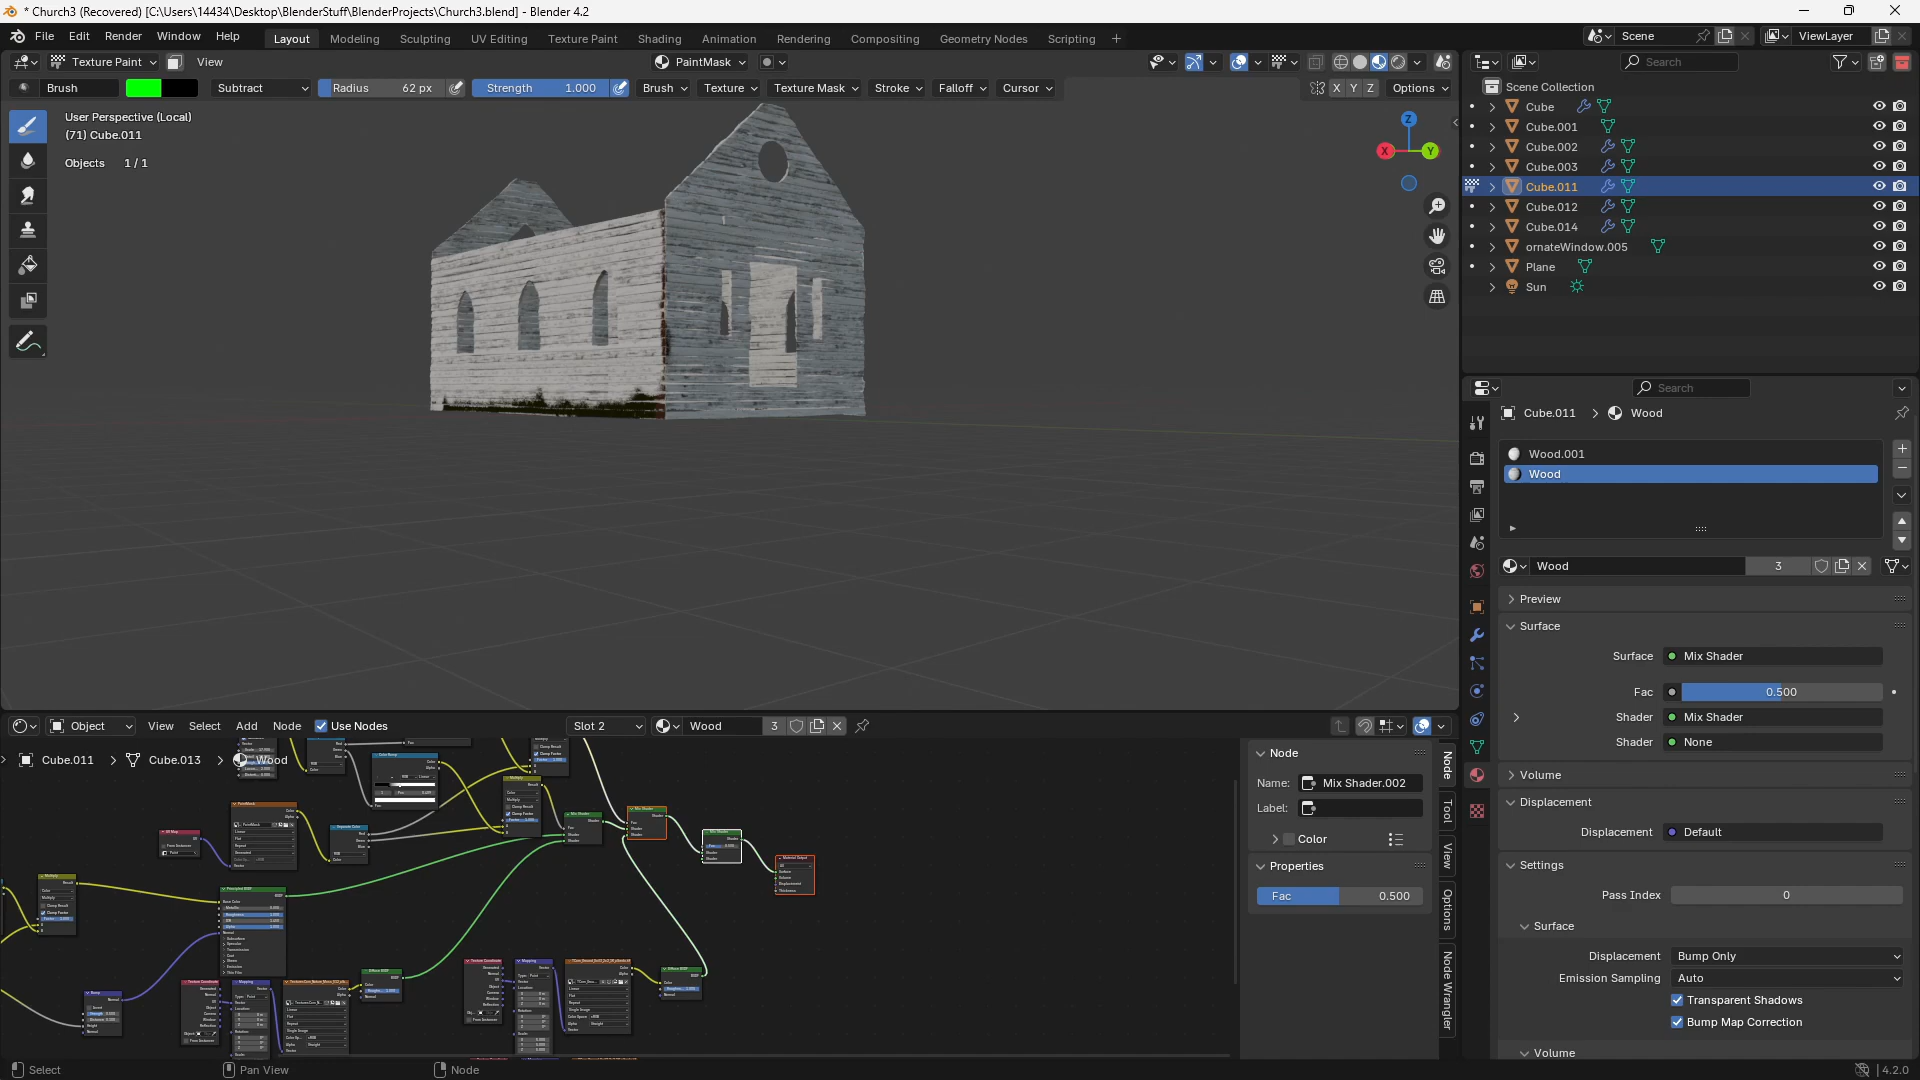 * Church3 (Recovered) [C:\Users\14434\Desktop\BlenderStuff\BlenderProjects\Church3.blend] - Blender 4.2
File Edit Render Window Help Layout Modeling Sculpting UV Editing Texture Paint Shading Animation Rendering Compositing Geometry Nodes Scripting + Scene ViewLayer
Texture Paint View PaintMask Search
Brush Subtract Radius 62 px Strength 1.000 Brush Texture Texture Mask Stroke Falloff Cursor X Y Z Options
User Perspective (Local)
(71) Cube.011
Objects 1 / 1
Z
X
Y
Scene Collection
Cube
Cube.001
Cube.002
Cube.003
Cube.011
Cube.012
Cube.014
ornateWindow.005
Plane
Sun
Search
Cube.011 > Wood
Wood.001
Wood
Wood 3
Preview
Surface
Surface Mix Shader
Fac 0.500
Shader Mix Shader
Shader None
Volume
Displacement
Displacement Default
Settings
Pass Index 0
Surface
Displacement Bump Only
Emission Sampling Auto
Transparent Shadows
Bump Map Correction
Volume
Object View Select Add Node Use Nodes Slot 2 Wood 3
Cube.011 > Cube.013 > Wood
Node
Name: Mix Shader.002
Label:
Color
Properties
Fac 0.500
Node
Tool
View
Options
Node Wrangler
Select Pan View Node 4.2.0